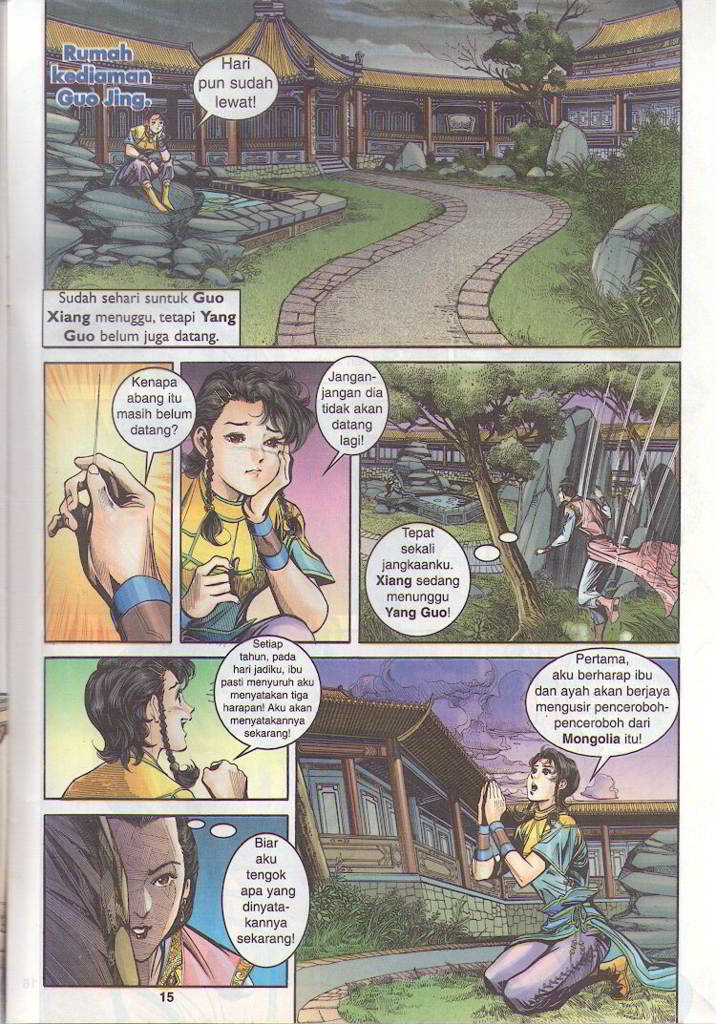 Rumah
kediaman
Guo Jing.
Hari
pun sudah
lewat!
Sudah sehari suntuk Guo
Xiang menunggu, tetapi Yang
Guo belum juga datang.
Kenapa
abang itu
masih belum
datang?
Jangan-
jangan dia
tidak akan
datang
lagi!
Tepat
sekali
jangkaanku.
Xiang sedang
menunggu
Yang Guo!
Setiap
tahun, pada
hari jadiku, ibu
pasti menyuruh aku
menyatakan tiga
harapan! Aku akan
menyatakannya
sekarang!
Pertama,
aku berharap ibu
dan ayah akan berjaya
mengusir penceroboh-
penceroboh dari
Mongolia itu!
Biar
aku
tengok
apa yang
dinyata-
kannya
sekarang!
15